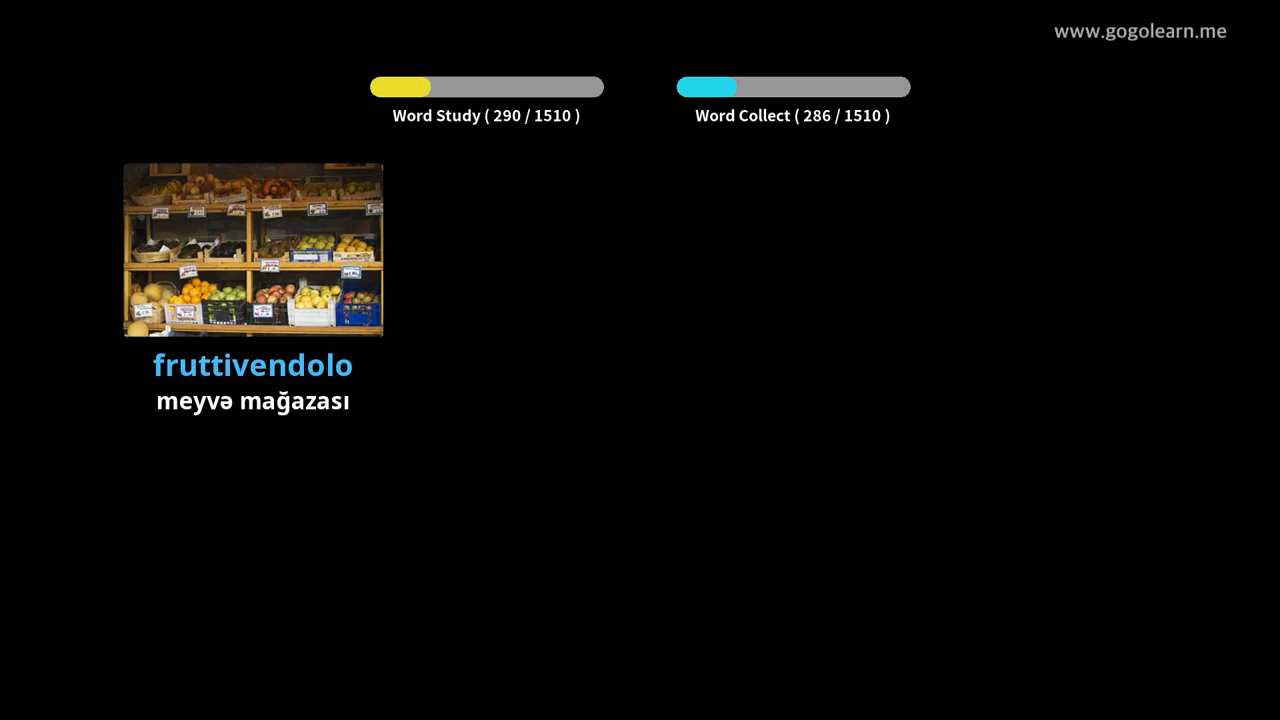 www.gogolearn.me
Word Study ( 290 / 1510 )
Word Collect ( 286 / 1510 )
fruttivendolo
meyvə mağazası